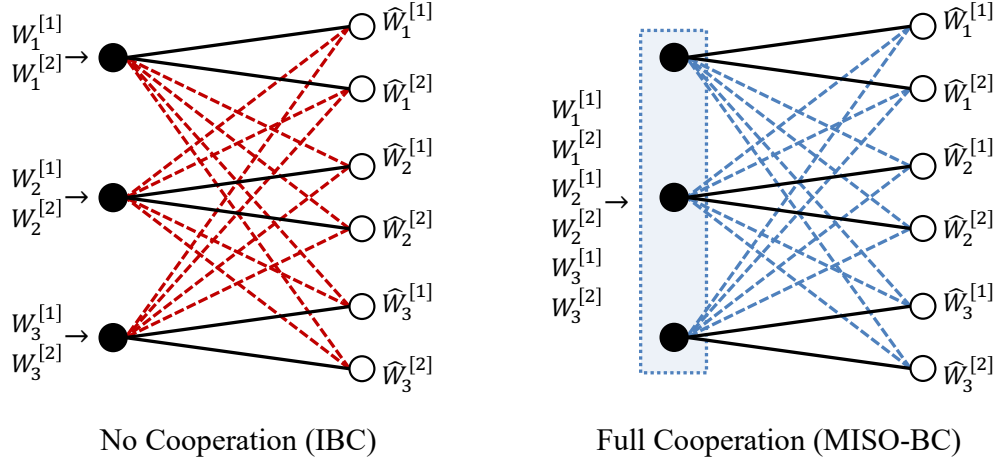 W_1^{[1]}
W_1^{[2]} →
W_2^{[1]} →
W_2^{[2]}
W_3^{[1]} →
W_3^{[2]}
Ŵ_1^{[1]}
Ŵ_1^{[2]}
Ŵ_2^{[1]}
Ŵ_2^{[2]}
Ŵ_3^{[1]}
Ŵ_3^{[2]}
No Cooperation (IBC)
W_1^{[1]}
W_1^{[2]}
W_2^{[1]}
W_2^{[2]} →
W_3^{[1]}
W_3^{[2]}
Ŵ_1^{[1]}
Ŵ_1^{[2]}
Ŵ_2^{[1]}
Ŵ_2^{[2]}
Ŵ_3^{[1]}
Ŵ_3^{[2]}
Full Cooperation (MISO-BC)